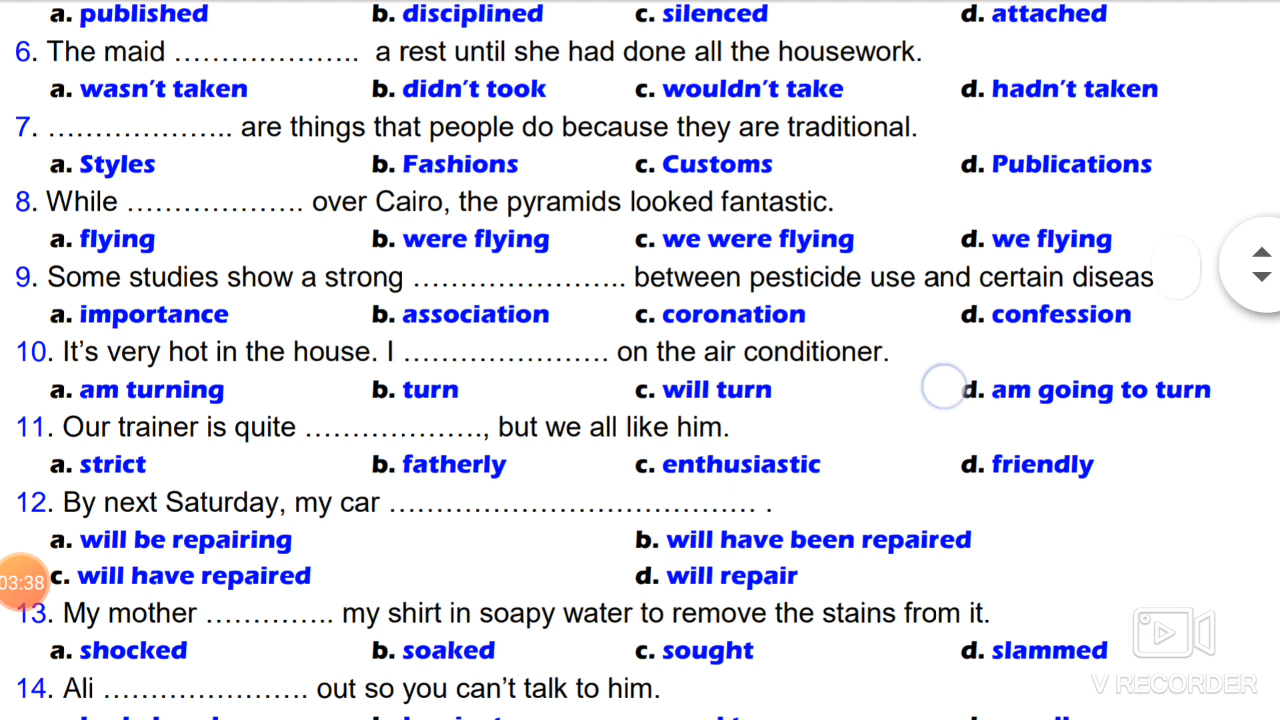 a. published b. disciplined c. silenced d. attached
6. The maid ……………….. a rest until she had done all the housework.
a. wasn’t taken b. didn’t took c. wouldn’t take d. hadn’t taken
7. ……………….. are things that people do because they are traditional.
a. Styles b. Fashions c. Customs d. Publications
8. While ………………. over Cairo, the pyramids looked fantastic.
a. flying b. were flying c. we were flying d. we flying
9. Some studies show a strong ………………….. between pesticide use and certain diseas
a. importance b. association c. coronation d. confession
10. It’s very hot in the house. I …………………. on the air conditioner.
a. am turning b. turn c. will turn d. am going to turn
11. Our trainer is quite ………………., but we all like him.
a. strict b. fatherly c. enthusiastic d. friendly
12. By next Saturday, my car ………………………………… .
a. will be repairing b. will have been repaired
03:38 c. will have repaired d. will repair
13. My mother ………….. my shirt in soapy water to remove the stains from it.
a. shocked b. soaked c. sought d. slammed
14. Ali …………………. out so you can’t talk to him.
V RECORDER